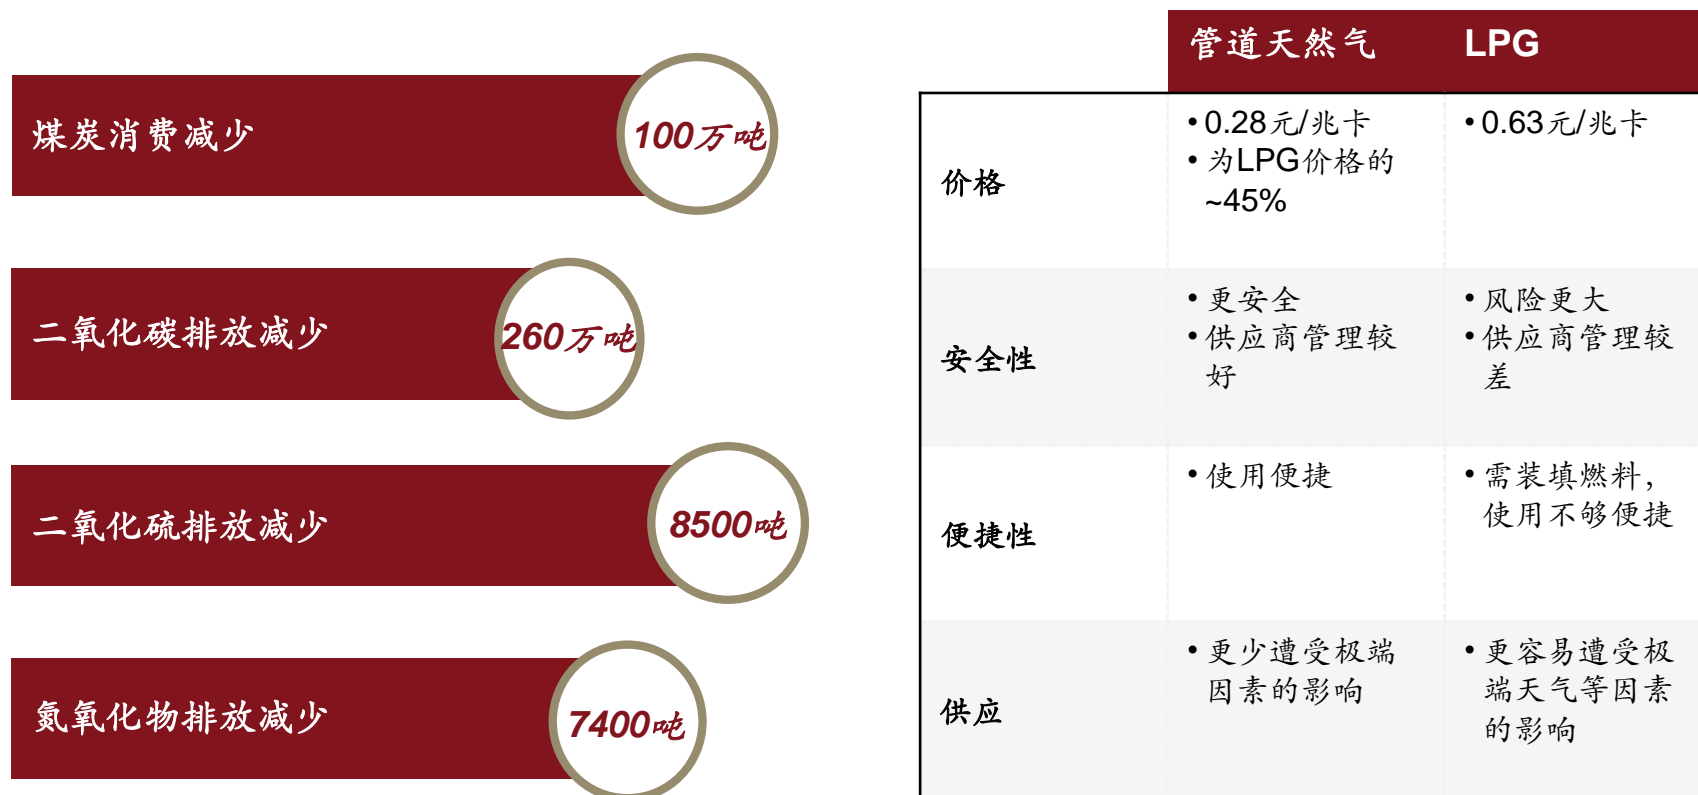 煤炭消费减少
100万吨
二氧化碳排放减少
260万吨
二氧化硫排放减少
8500吨
氮氧化物排放减少
7400吨
管道天然气
LPG
价格
•0.28元/兆卡
•为LPG价格的
~45%
•0.63元/兆卡
安全性
•更安全
•供应商管理较
好
•风险更大
•供应商管理较
差
便捷性
•使用便捷
•需装填燃料，
使用不够便捷
供应
•更少遭受极端
因素的影响
•更容易遭受极
端天气等因素
的影响